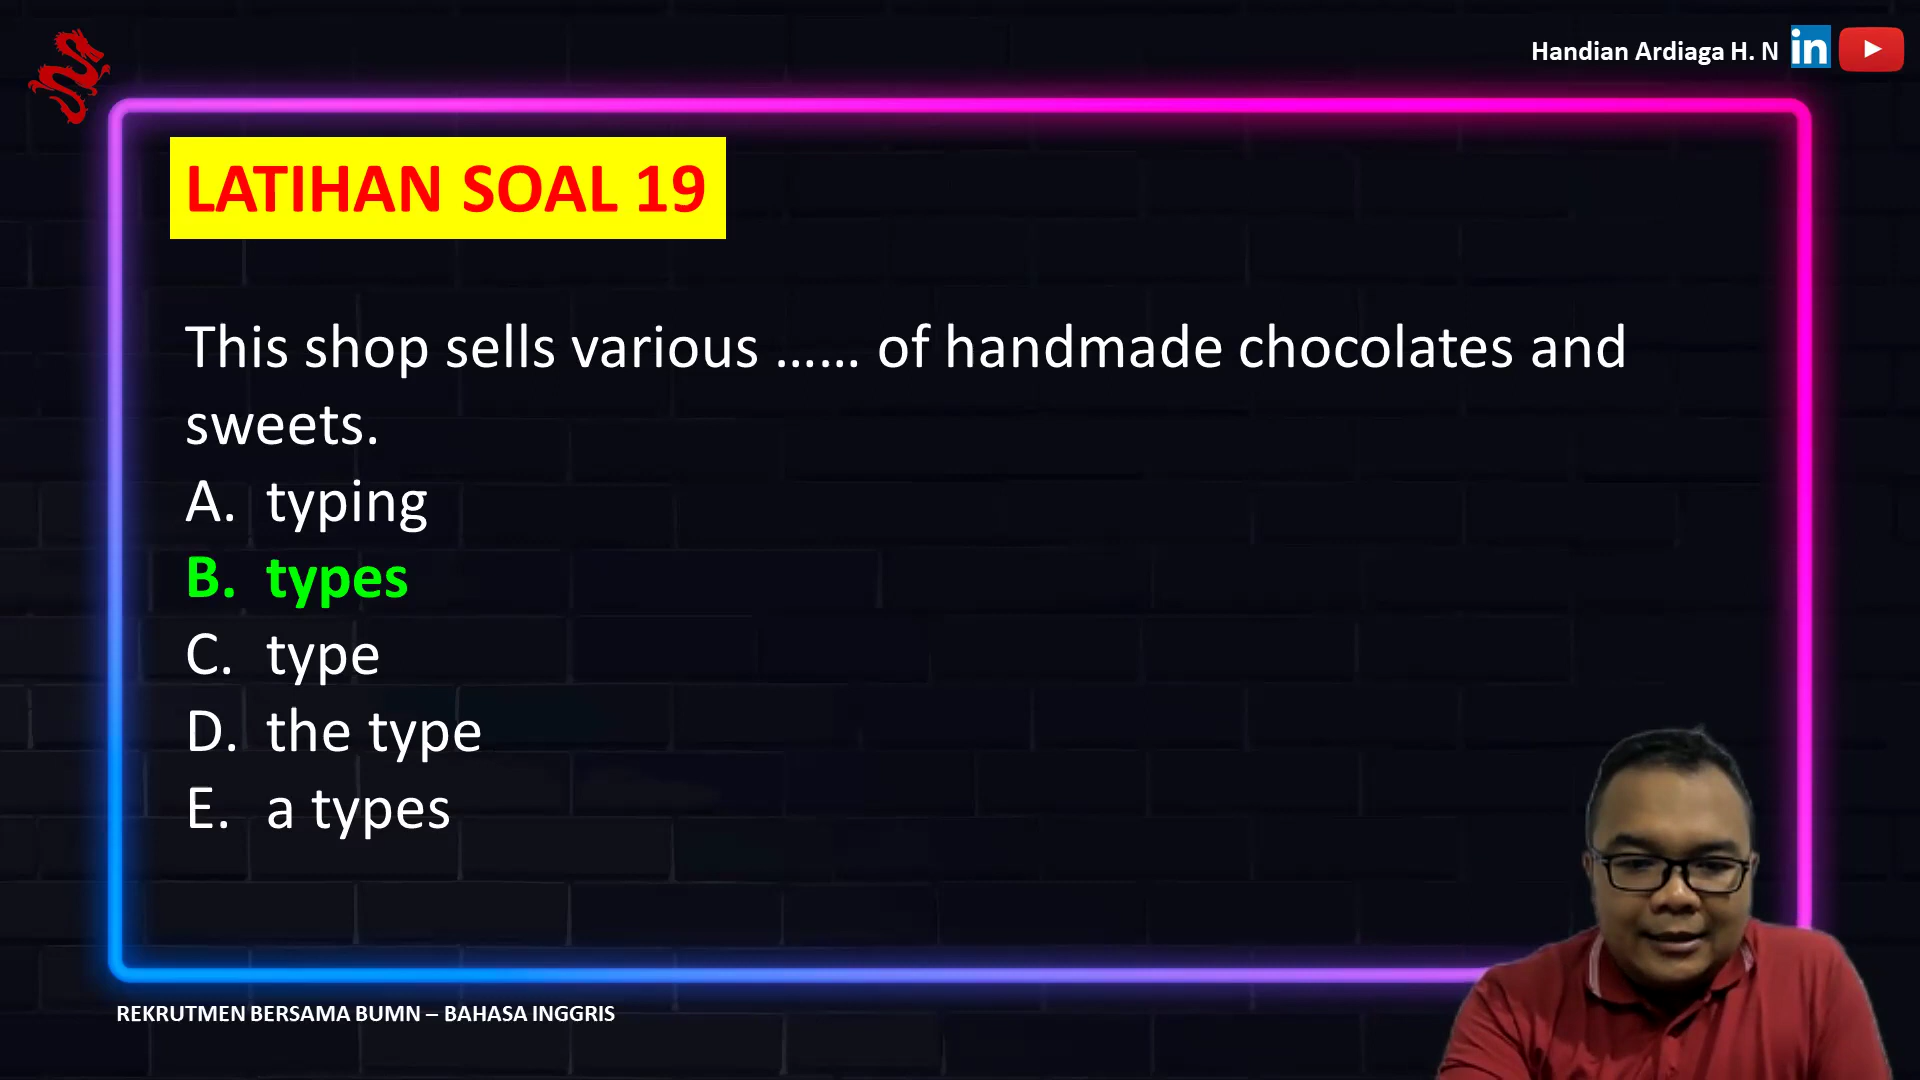 Handian Ardiaga H. N in
LATIHAN SOAL 19
This shop sells various …… of handmade chocolates and
sweets.
A. typing
B. types
C. type
D. the type
E. a types
REKRUTMEN BERSAMA BUMN – BAHASA INGGRIS